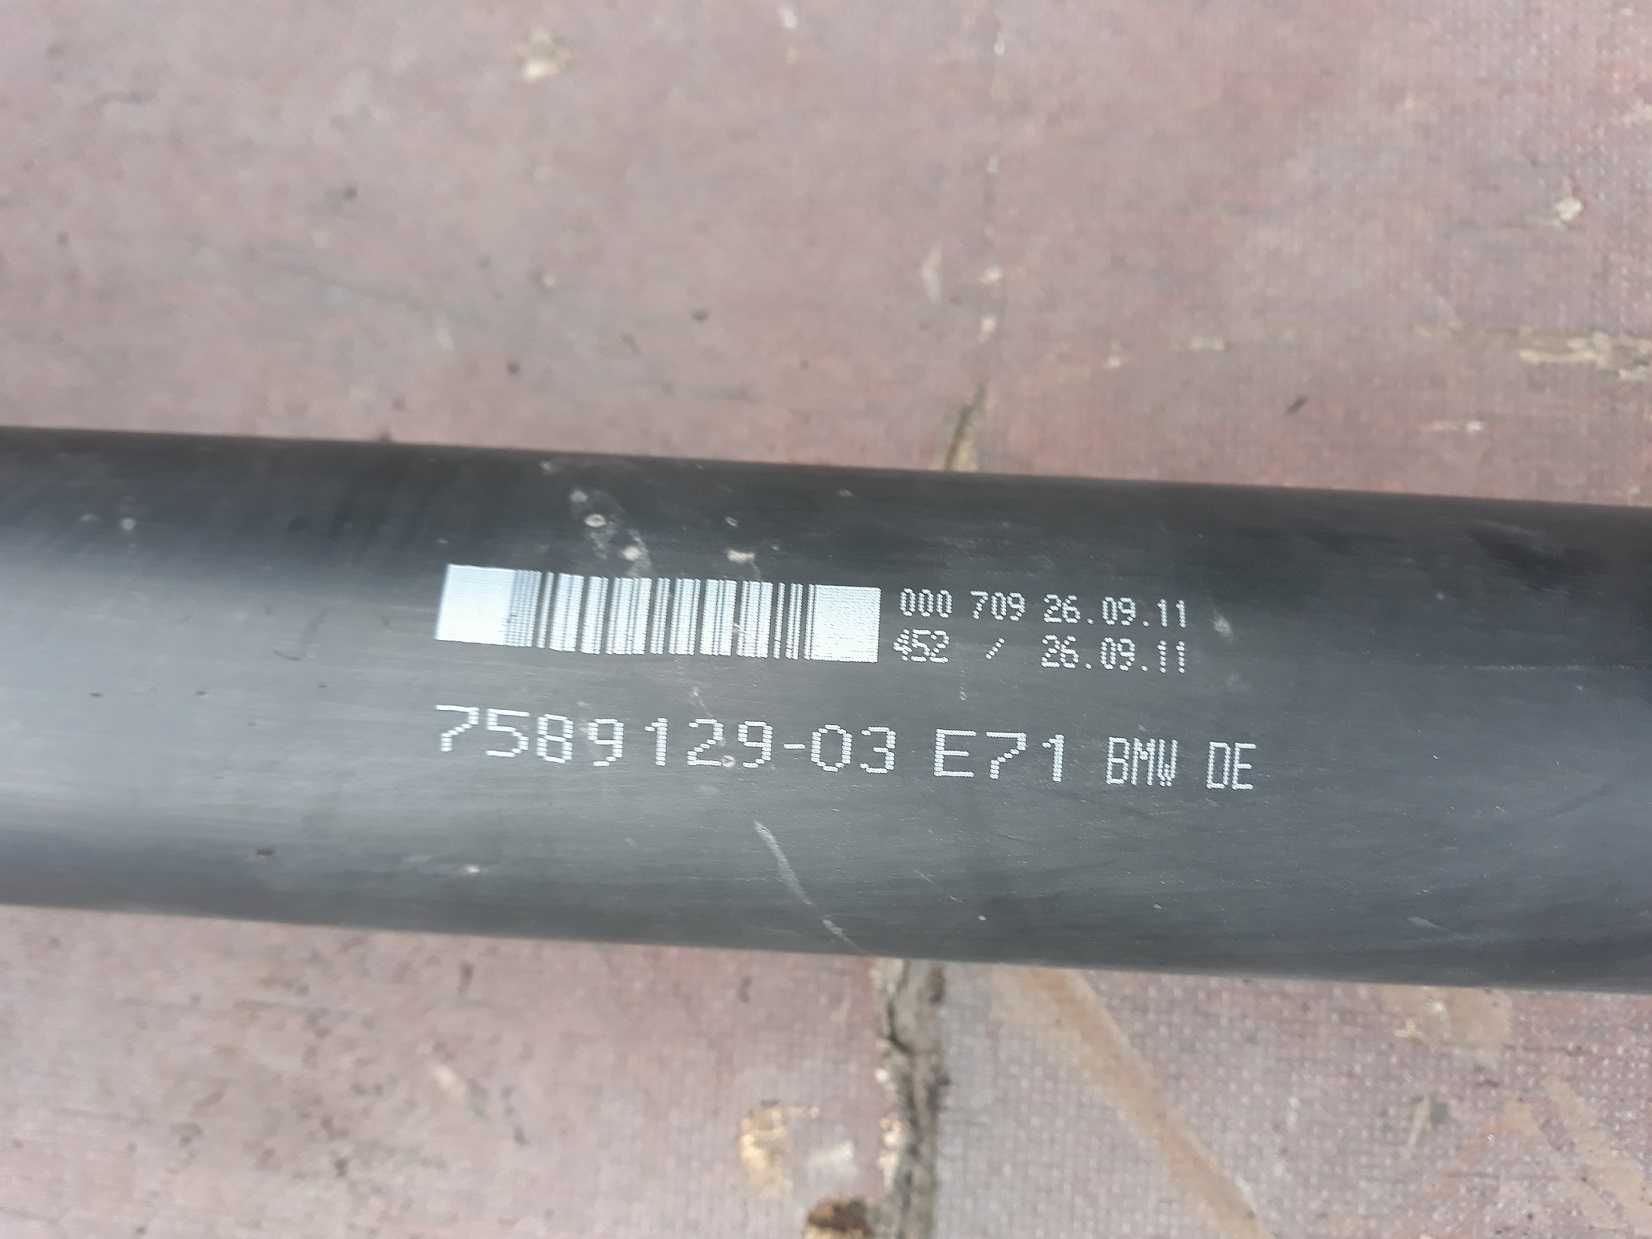 000 709 26.09.11
452 / 26.09.11
7589129-03 E71 BMW DE